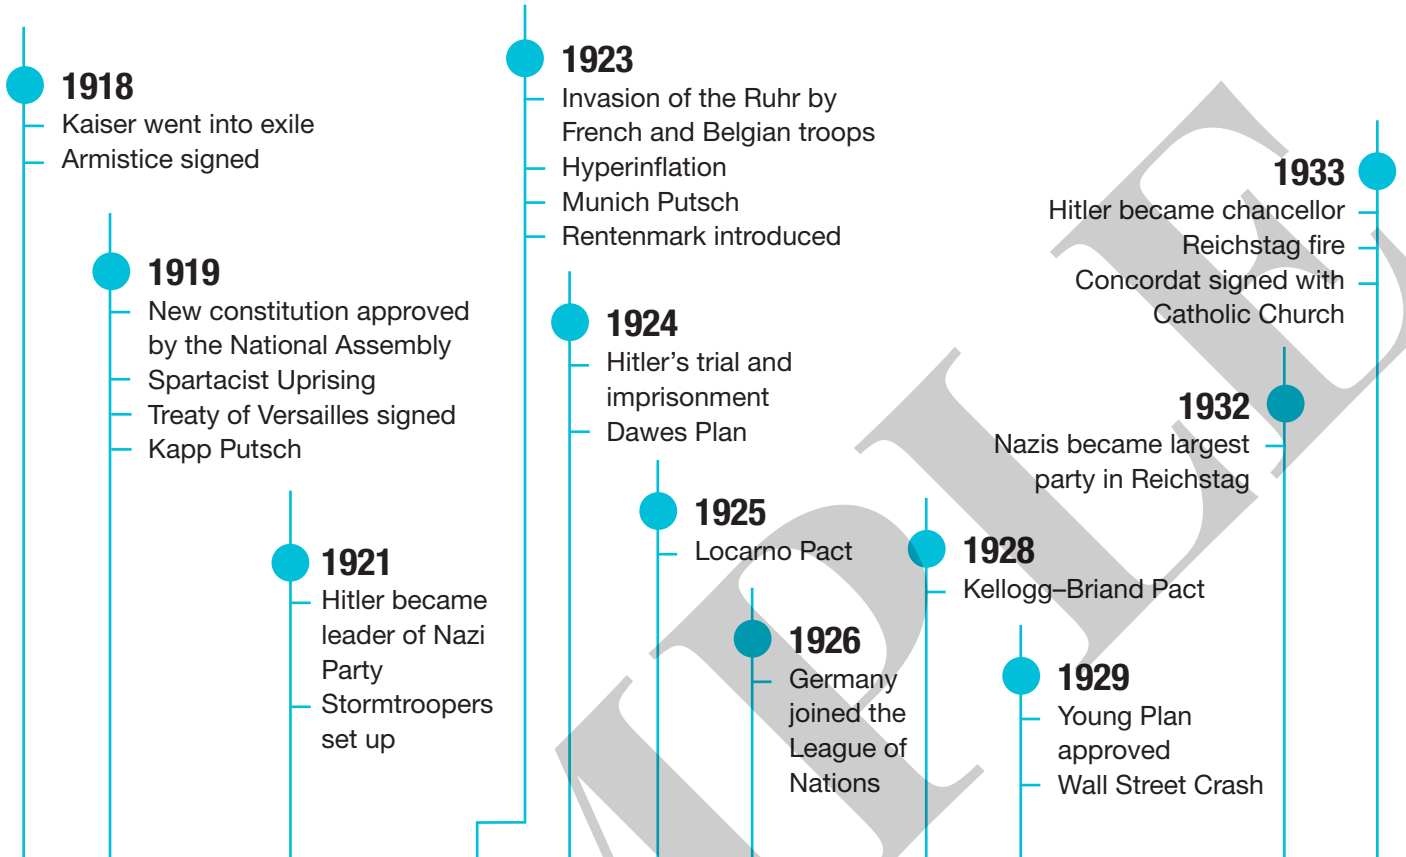 1918
Kaiser went into exile
Armistice signed
1919
New constitution approved
by the National Assembly
Spartacist Uprising
Treaty of Versailles signed
Kapp Putsch
1921
Hitler became
leader of Nazi
Party
Stormtroopers
set up
1923
Invasion of the Ruhr by
French and Belgian troops
Hyperinflation
Munich Putsch
Rentenmark introduced
1924
Hitler’s trial and
imprisonment
Dawes Plan
1925
Locarno Pact
1926
Germany
joined the
League of
Nations
1928
Kellogg–Briand Pact
1929
Young Plan
approved
Wall Street Crash
1932
Nazis became largest
party in Reichstag
1933
Hitler became chancellor
Reichstag fire
Concordat signed with
Catholic Church
MPLE